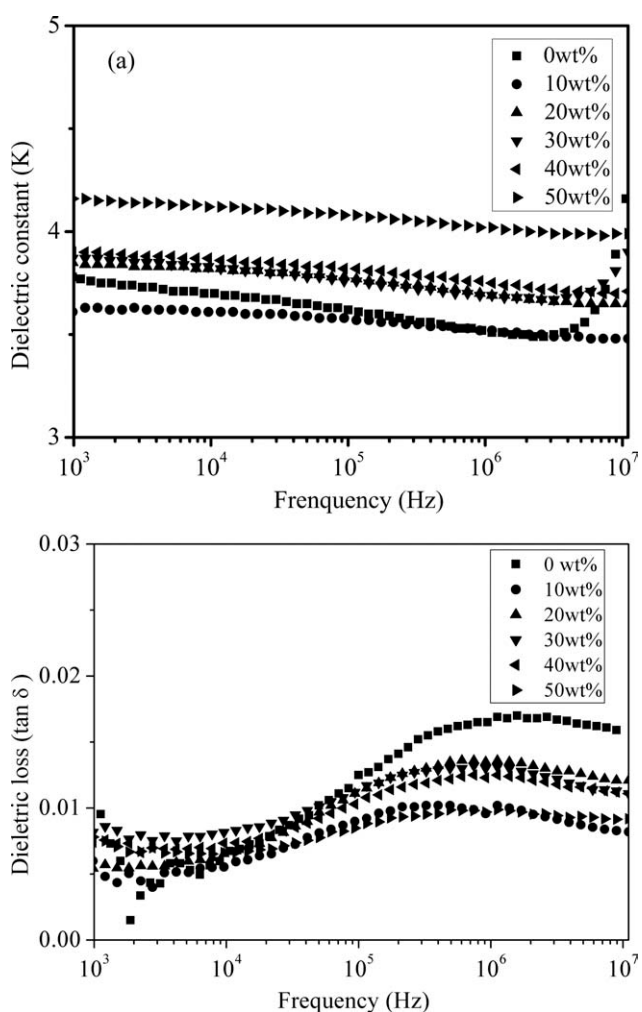 5
(a)
0wt%
10wt%
20wt%
30wt%
40wt%
50wt%
4
3
Dielectric constant (K)
10³ 10⁴ 10⁵ 10⁶ 10⁷
Frenquency (Hz)
0.03
0 wt%
10wt%
20wt%
30wt%
40wt%
50wt%
0.02
0.01
0.00
Dieletric loss (tan δ)
10³ 10⁴ 10⁵ 10⁶ 10⁷
Frequency (Hz)